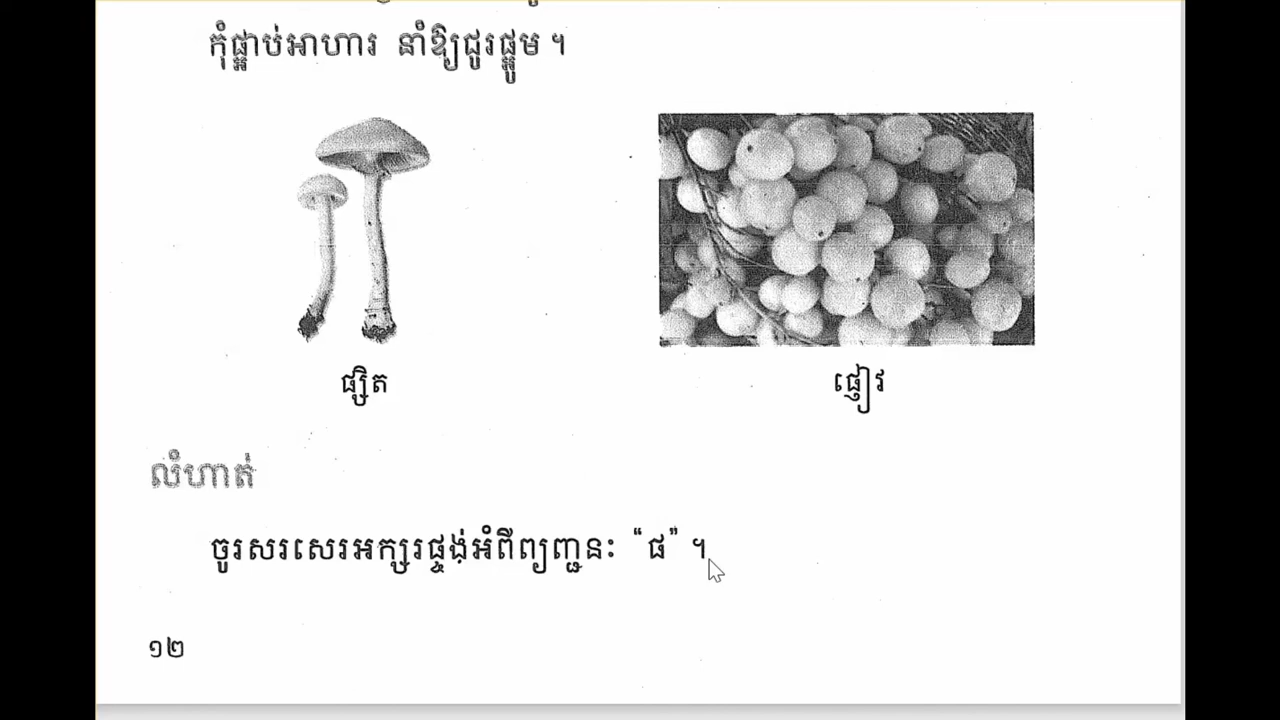 កុំផ្អាប់អាហារ នាំឱ្យជូរផ្អូម ។
ផ្សិត
ផ្ញៀវ
លំហាត់
ចូរសរសេរអក្សរផ្ចង់អំពីព្យញ្ជនះ “ផ” ។
១២